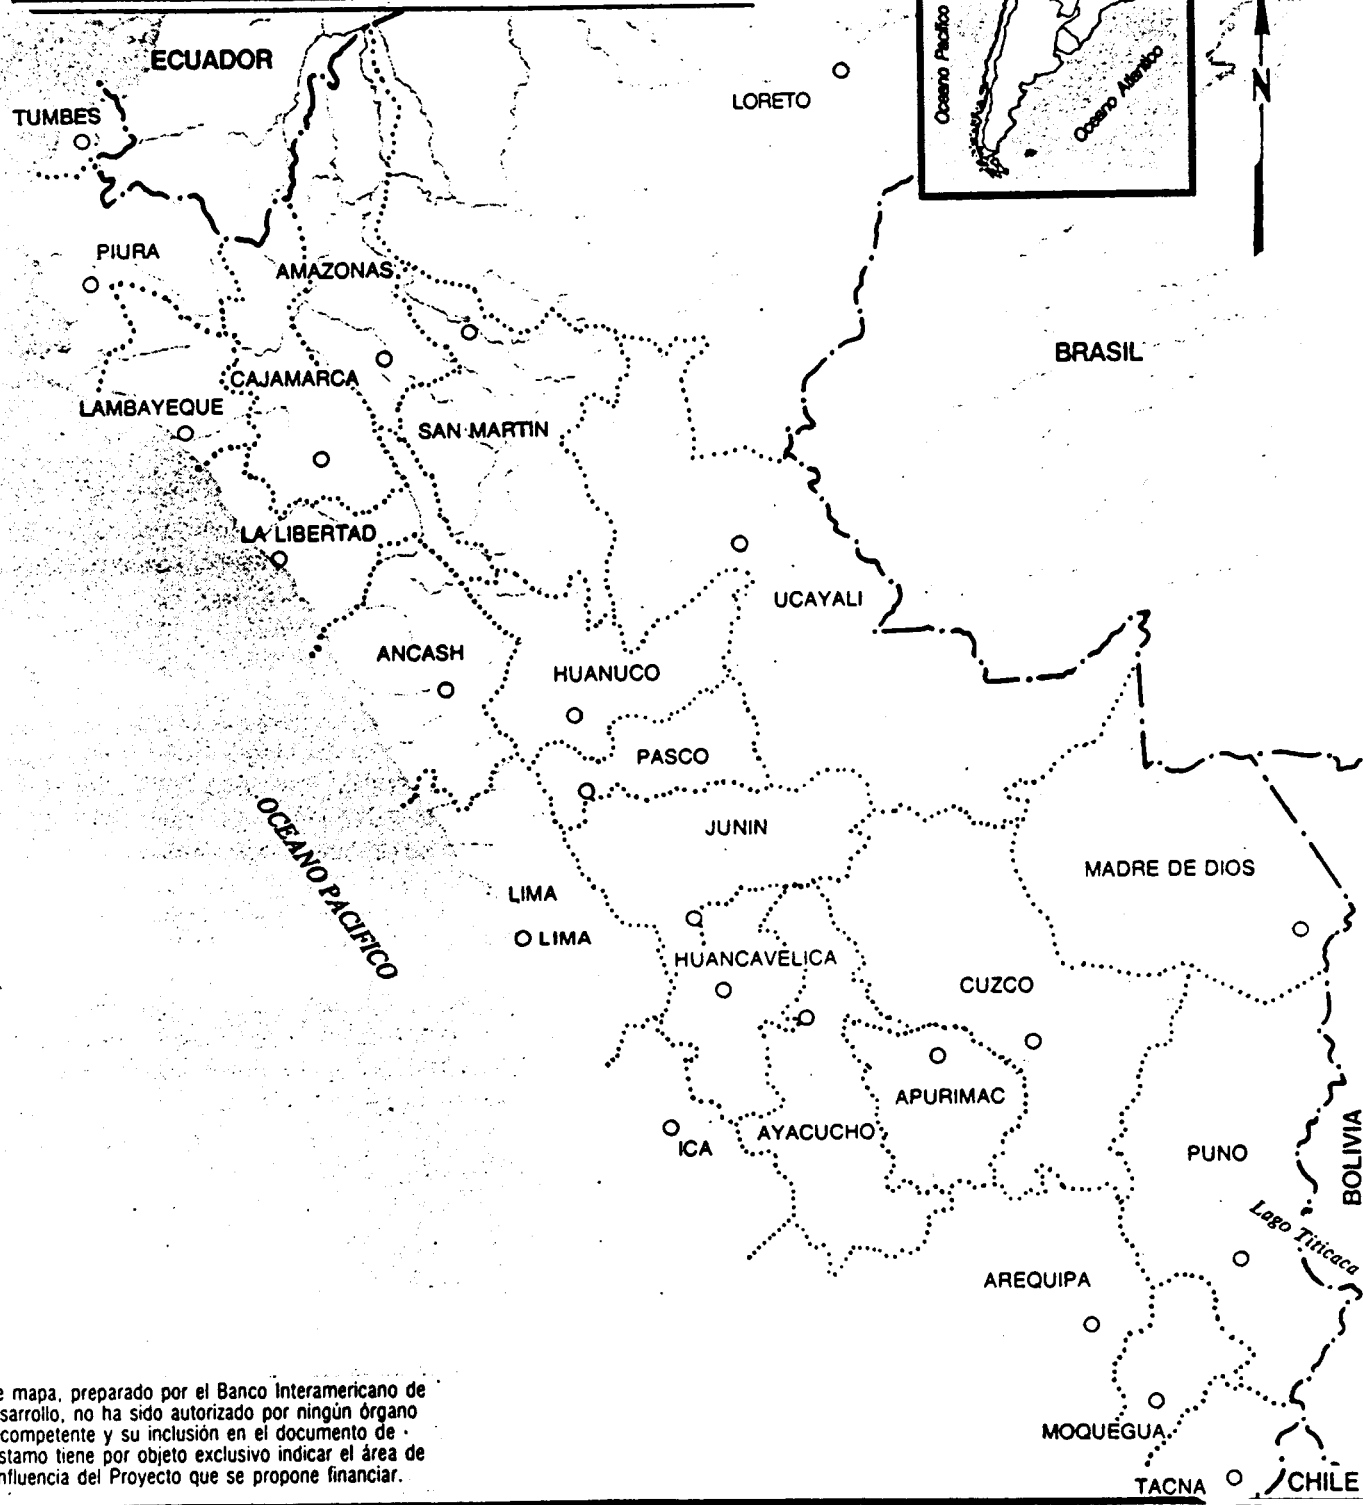 ECUADOR
TUMBES
LORETO
Oceano Pacífico
Oceano Atlantico
N
PIURA
AMAZONAS
BRASIL
CAJAMARCA
LAMBAYEQUE
SAN MARTIN
LA LIBERTAD
UCAYALI
ANCASH
HUANUCO
PASCO
OCEANO PACIFICO
JUNIN
MADRE DE DIOS
LIMA
LIMA
HUANCAVELICA
CUZCO
APURIMAC
AYACUCHO
ICA
PUNO
BOLIVIA
Lago Titicaca
AREQUIPA
e mapa, preparado por el Banco Interamericano de
sarrollo, no ha sido autorizado por ningún órgano
competente y su inclusión en el documento de
stamo tiene por objeto exclusivo indicar el área de
nfluencia del Proyecto que se propone financiar.
MOQUEGUA
TACNA
CHILE